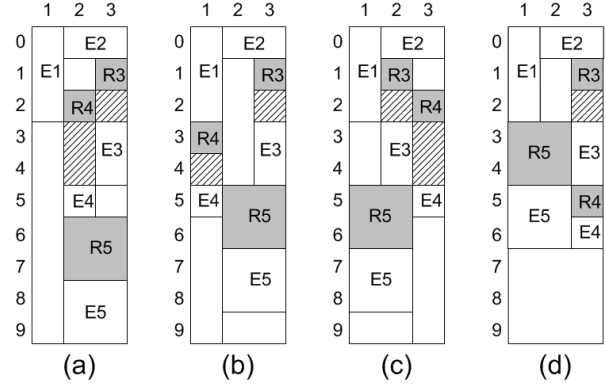 1 2 3 1 2 3 1 2 3 1 2 3
0 E2 0 E2 0 E2 0 E2
1 E1 R3 1 E1 R3 1 E1 R2 1 E1 R3
2 R4 2 2 R4 2
3 E3 3 R4 E3 3 E3 3 R5 E3
4 4 4 4
5 E4 5 E4 R5 5 R5 E4 5 E5 R4
6 R5 6 6 6 E4
7 7 E5 7 E5 7
8 E5 8 8 8
9 9 9 9
(a) (b) (c) (d)